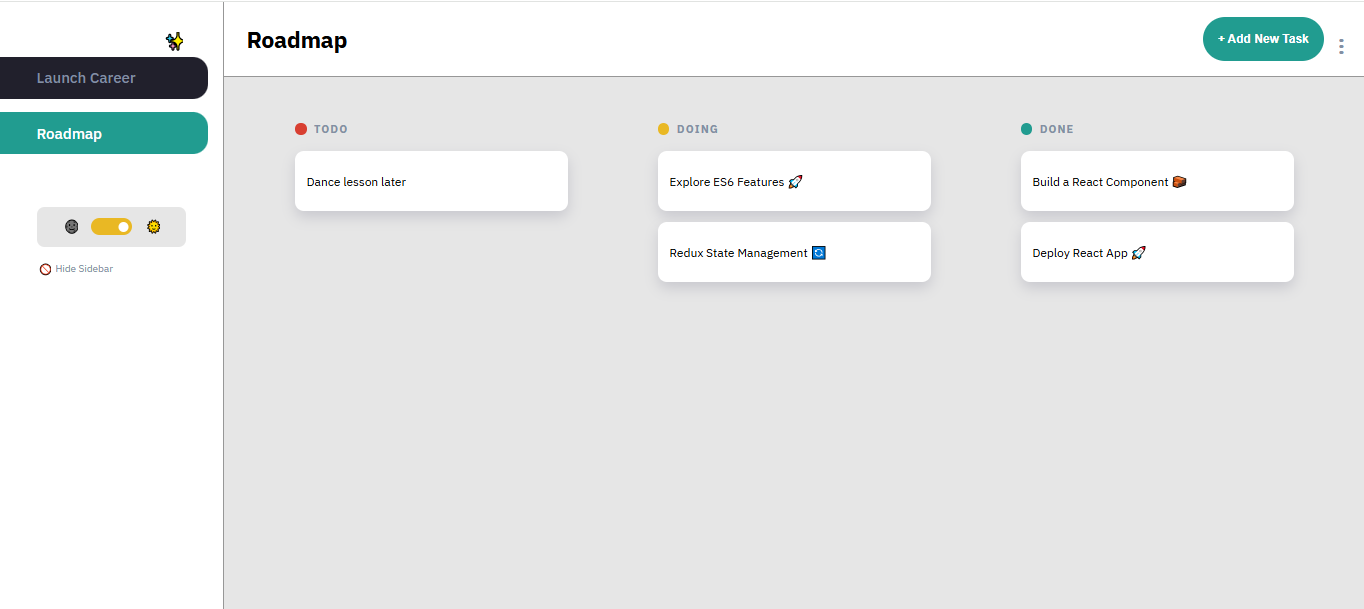 Launch Career
Roadmap
Hide Sidebar
Roadmap
+ Add New Task
TODO
Dance lesson later
DOING
Explore ES6 Features 🚀
Redux State Management 🔄
DONE
Build a React Component 🧱
Deploy React App 🚀